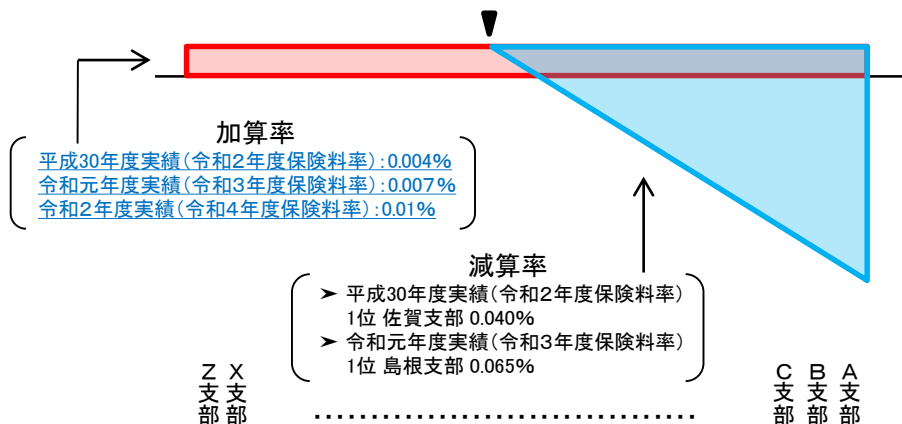 加算率
平成30年度実績(令和2年度保険料率):0.004%
令和元年度実績(令和3年度保険料率):0.007%
令和2年度実績(令和4年度保険料率):0.01%
減算率
➤ 平成30年度実績(令和2年度保険料率)
1位 佐賀支部 0.040%
➤ 令和元年度実績(令和3年度保険料率)
1位 島根支部 0.065%
Z支部
X支部
………………………………
C支部
B支部
A支部